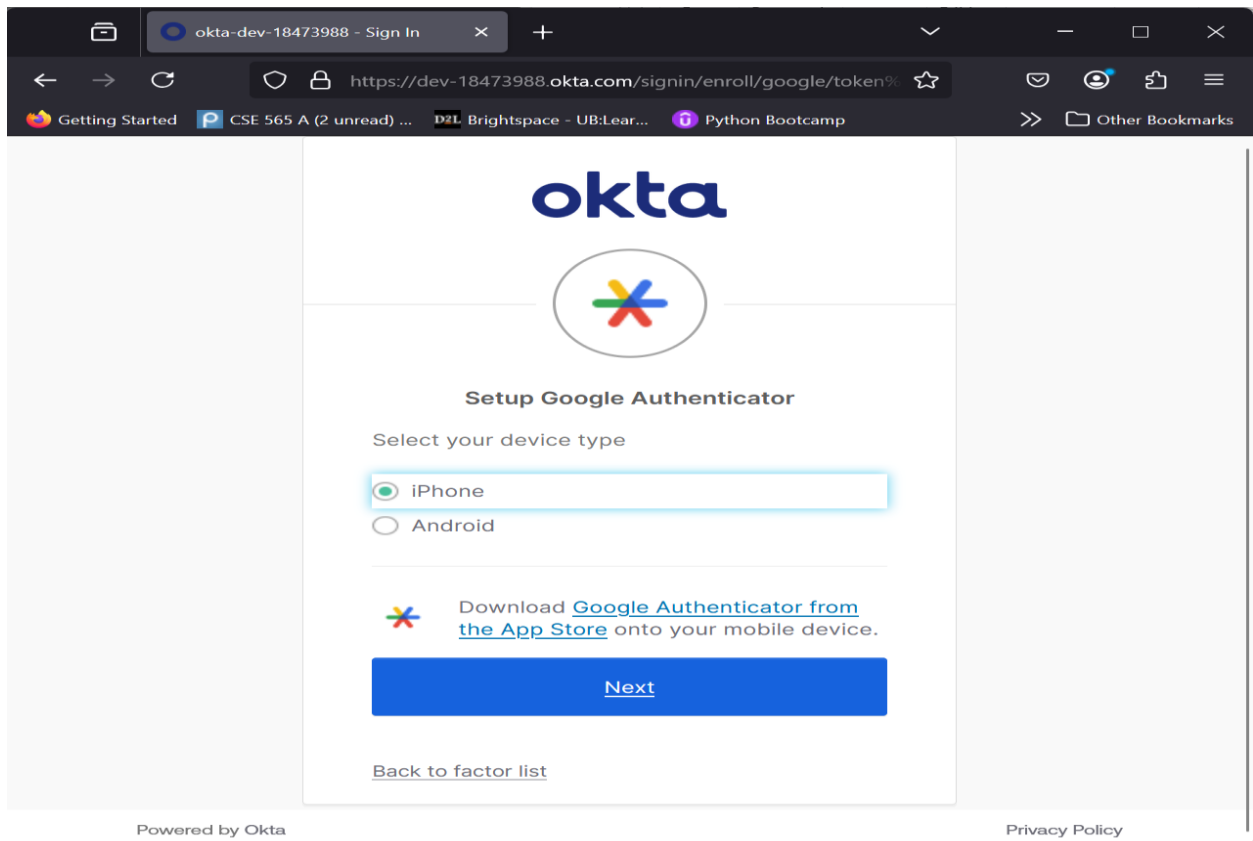 okta-dev-18473988 - Sign In
https://dev-18473988.okta.com/signin/enroll/google/token%
Getting Started
CSE 565 A (2 unread) ...
D2L Brightspace - UB:Lear...
Python Bootcamp
Other Bookmarks
okta
Setup Google Authenticator
Select your device type
iPhone
Android
Download Google Authenticator from
the App Store onto your mobile device.
Next
Back to factor list
Powered by Okta
Privacy Policy